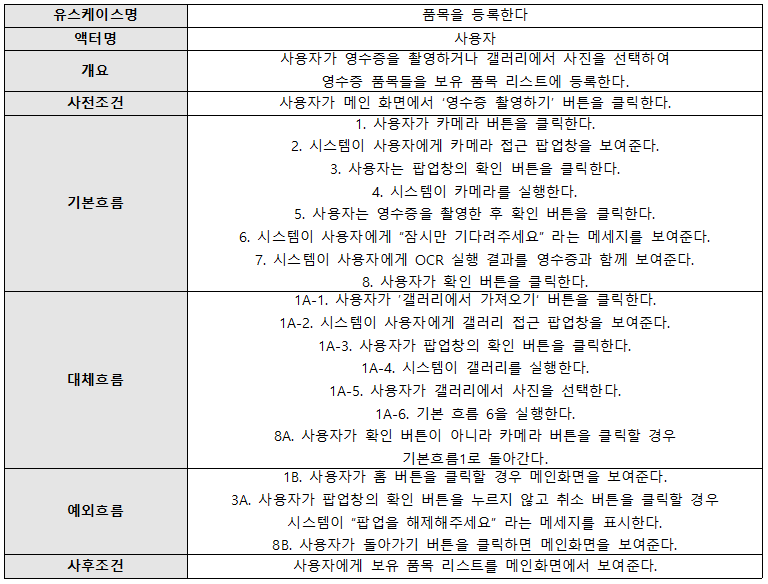 유스케이스명
품목을 등록한다
액터명
사용자
개요
사용자가 영수증을 촬영하거나 갤러리에서 사진을 선택하여
영수증 품목들을 보유 품목 리스트에 등록한다.
사전조건
사용자가 메인 화면에서 '영수증 촬영하기' 버튼을 클릭한다.
기본흐름
1. 사용자가 카메라 버튼을 클릭한다.
2. 시스템이 사용자에게 카메라 접근 팝업창을 보여준다.
3. 사용자는 팝업창의 확인 버튼을 클릭한다.
4. 시스템이 카메라를 실행한다.
5. 사용자는 영수증을 촬영한 후 확인 버튼을 클릭한다.
6. 시스템이 사용자에게 “잠시만 기다려주세요” 라는 메세지를 보여준다.
7. 시스템이 사용자에게 OCR 실행 결과를 영수증과 함께 보여준다.
8. 사용자가 확인 버튼을 클릭한다.
대체흐름
1A-1. 사용자가 '갤러리에서 가져오기' 버튼을 클릭한다.
1A-2. 시스템이 사용자에게 갤러리 접근 팝업창을 보여준다.
1A-3. 사용자가 팝업창의 확인 버튼을 클릭한다.
1A-4. 시스템이 갤러리를 실행한다.
1A-5. 사용자가 갤러리에서 사진을 선택한다.
1A-6. 기본 흐름 6을 실행한다.
8A. 사용자가 확인 버튼이 아니라 카메라 버튼을 클릭할 경우
기본흐름1로 돌아간다.
예외흐름
1B. 사용자가 홈 버튼을 클릭할 경우 메인화면을 보여준다.
3A. 사용자가 팝업창의 확인 버튼을 누르지 않고 취소 버튼을 클릭할 경우
시스템이 “팝업을 해제해주세요” 라는 메세지를 표시한다.
8B. 사용자가 돌아가기 버튼을 클릭하면 메인화면을 보여준다.
사후조건
사용자에게 보유 품목 리스트를 메인화면에서 보여준다.